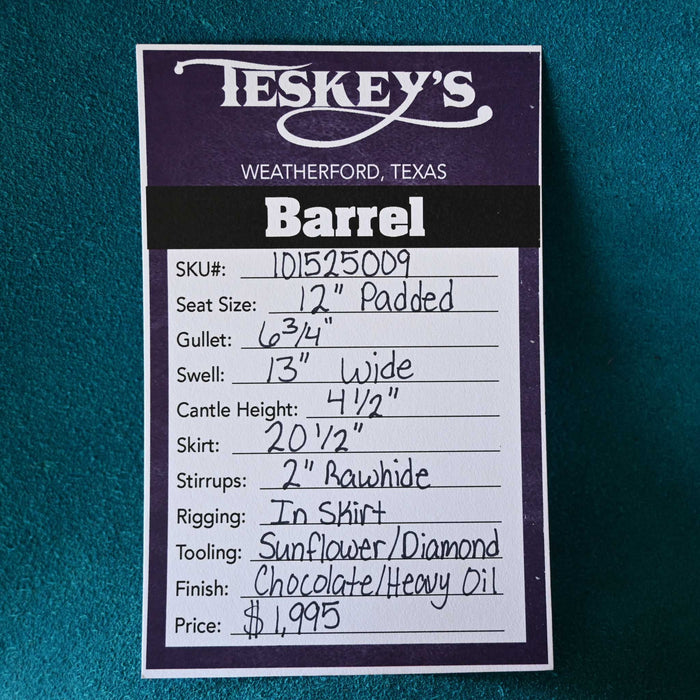 TESKEY'S
WEATHERFORD, TEXAS
Barrel
SKU#: 101525009
Seat Size: 12" Padded
Gullet: 6 3/4"
Swell: 13" Wide
Cantle Height: 4 1/2"
Skirt: 20 1/2"
Stirrups: 2" Rawhide
Rigging: In Skirt
Tooling: Sunflower/Diamond
Finish: Chocolate/Heavy Oil
Price: $1,995